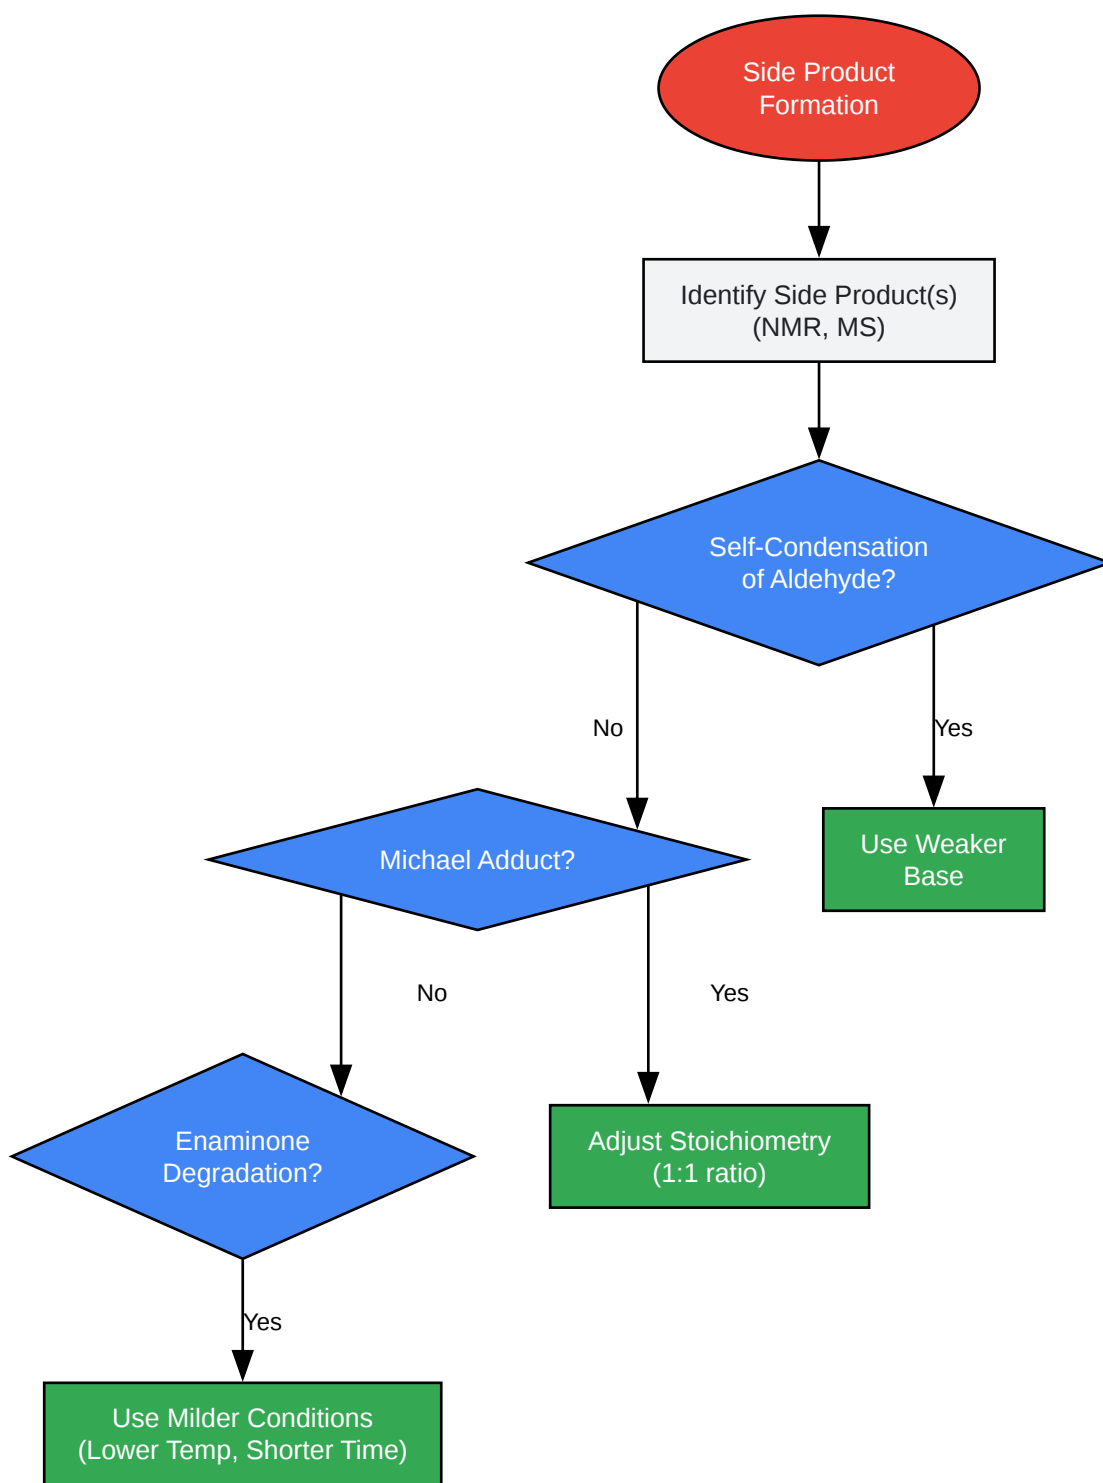 Side Product
Formation
Identify Side Product(s)
(NMR, MS)
Self-Condensation
of Aldehyde?
No
Yes
Michael Adduct?
Use Weaker
Base
No
Yes
Enaminone
Degradation?
Adjust Stoichiometry
(1:1 ratio)
Yes
Use Milder Conditions
(Lower Temp, Shorter Time)